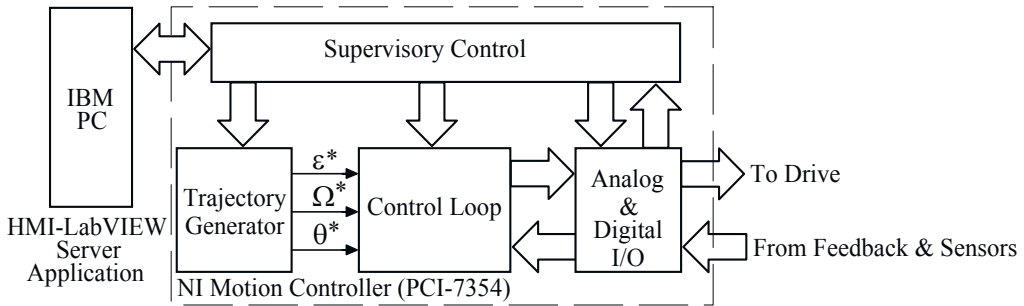 Supervisory Control
IBM
PC
HMI-LabVIEW
Server
Application
Trajectory
Generator
ε*
Ω*
θ*
Control Loop
Analog
&
Digital
I/O
To Drive
From Feedback & Sensors
NI Motion Controller (PCI-7354)